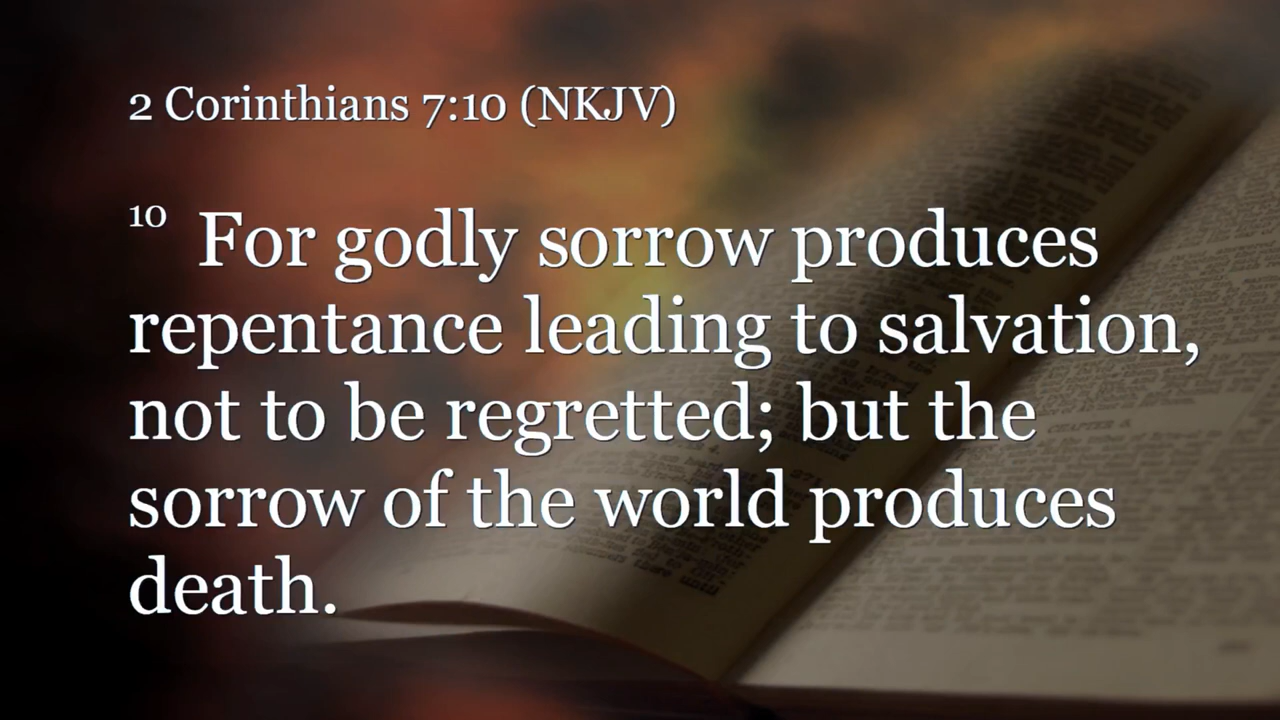 2 Corinthians 7:10 (NKJV)
10 For godly sorrow produces
repentance leading to salvation,
not to be regretted; but the
sorrow of the world produces
death.